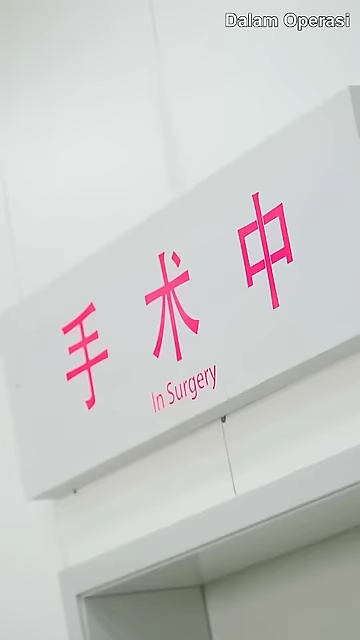 Dalam Operasi
手术中
In Surgery